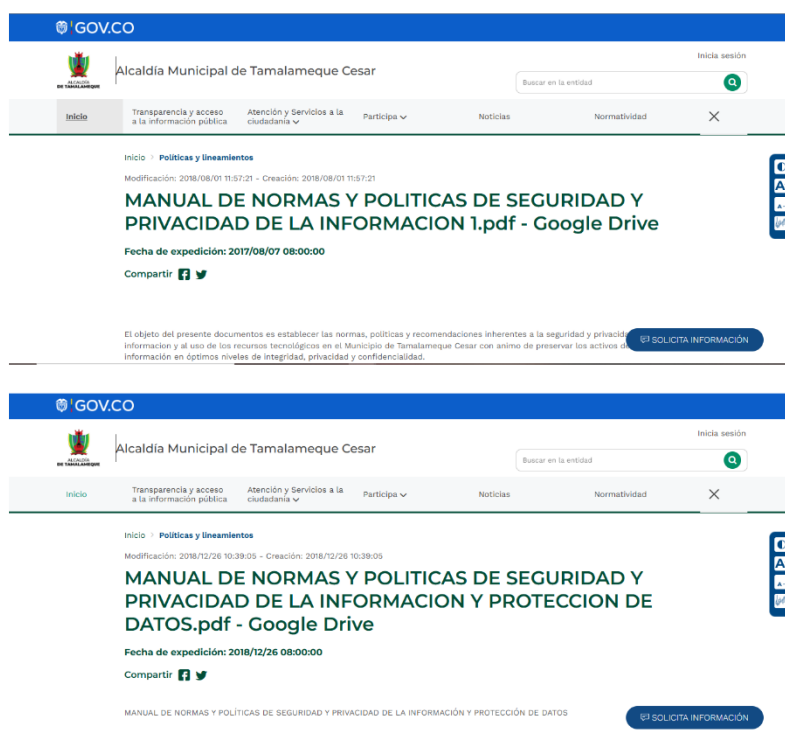 GOV.CO
Inicia sesión
ALCALDÍA
DE TAMALAMEQUE
Alcaldía Municipal de Tamalameque Cesar
Buscar en la entidad
Inicio
Transparencia y acceso
a la información pública
Atención y Servicios a la
ciudadanía
Participa
Noticias
Normatividad
Inicio > Políticas y lineamientos
Modificación: 2018/08/01 11:57:21 - Creación: 2018/08/01 11:57:21
MANUAL DE NORMAS Y POLITICAS DE SEGURIDAD Y
PRIVACIDAD DE LA INFORMACION 1.pdf - Google Drive
Fecha de expedición: 2017/08/07 08:00:00
Compartir
El objeto del presente documentos es establecer las normas, políticas y recomendaciones inherentes a la seguridad y privacida
informacion y al uso de los recursos tecnológicos en el Municipio de Tamalameque Cesar con animo de preservar los activos d
información en óptimos niveles de integridad, privacidad y confidencialidad.
SOLICITA INFORMACIÓN
GOV.CO
Inicia sesión
ALCALDÍA
DE TAMALAMEQUE
Alcaldía Municipal de Tamalameque Cesar
Buscar en la entidad
Inicio
Transparencia y acceso
a la información pública
Atención y Servicios a la
ciudadanía
Participa
Noticias
Normatividad
Inicio > Políticas y lineamientos
Modificación: 2018/12/26 10:39:05 - Creación: 2018/12/26 10:39:05
MANUAL DE NORMAS Y POLITICAS DE SEGURIDAD Y
PRIVACIDAD DE LA INFORMACION Y PROTECCION DE
DATOS.pdf - Google Drive
Fecha de expedición: 2018/12/26 08:00:00
Compartir
MANUAL DE NORMAS Y POLÍTICAS DE SEGURIDAD Y PRIVACIDAD DE LA INFORMACIÓN Y PROTECCIÓN DE DATOS
SOLICITA INFORMACIÓN